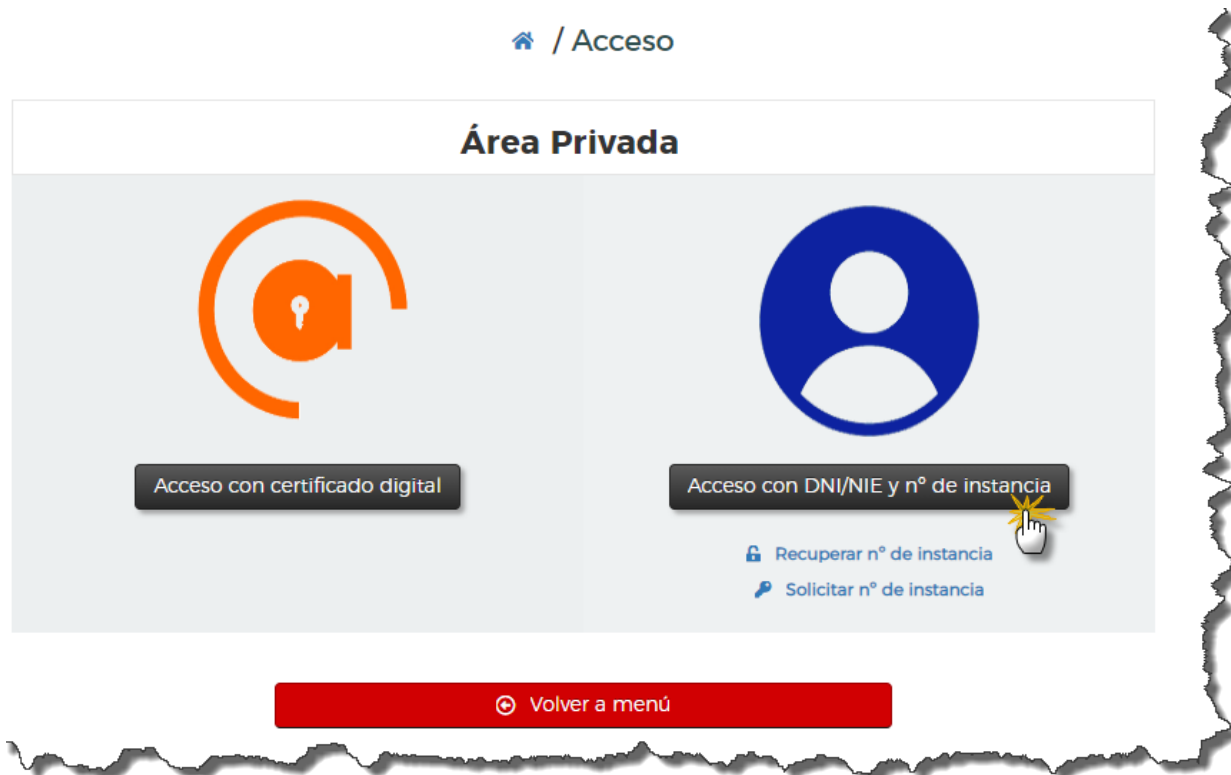 / Acceso
Área Privada
Acceso con certificado digital
Acceso con DNI/NIE y nº de instancia
Recuperar nº de instancia
Solicitar nº de instancia
Volver a menú